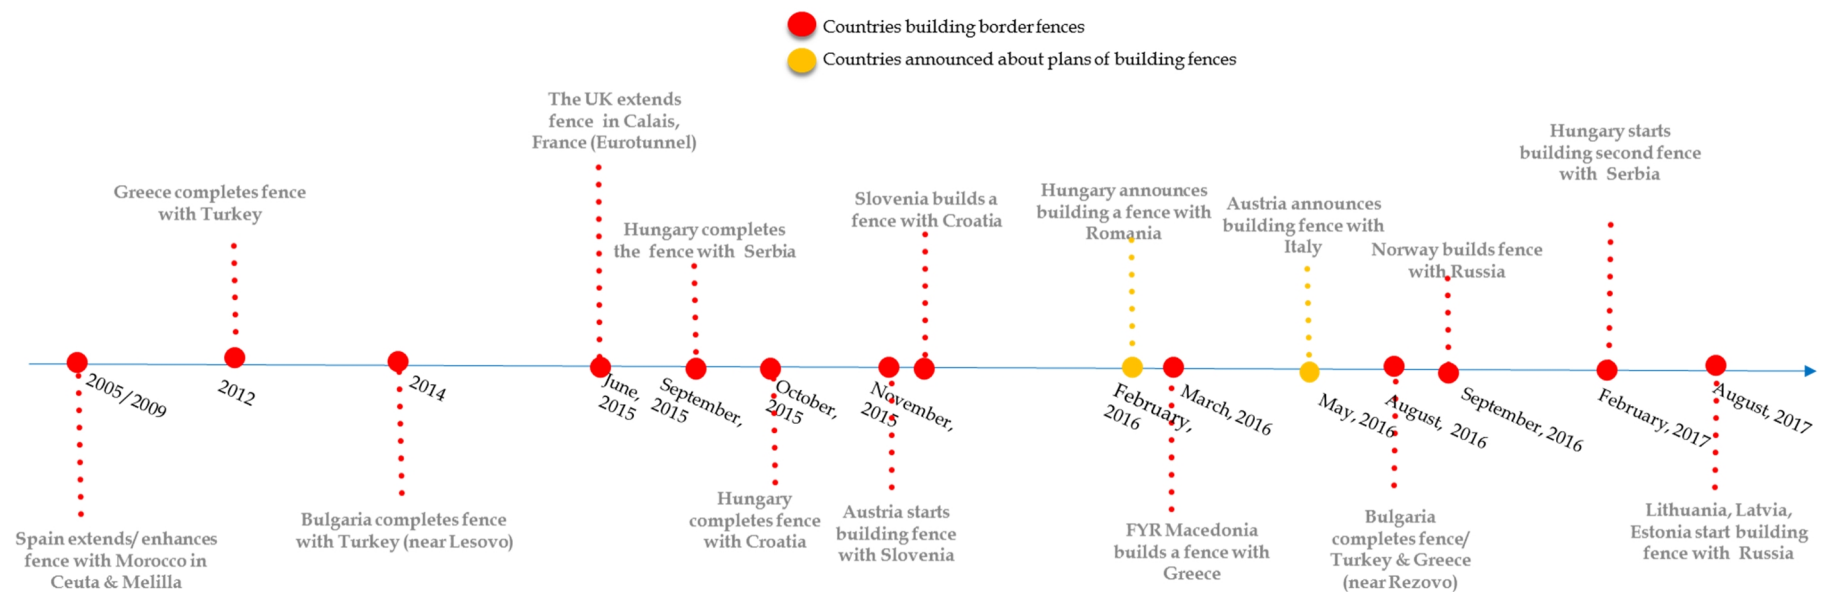 Countries building border fences
Countries announced about plans of building fences
The UK extends
fence in Calais,
France (Eurotunnel)
Hungary starts
building second fence
with Serbia
Greece completes fence
with Turkey
Hungary completes
the fence with Serbia
Slovenia builds a
fence with Croatia
Hungary announces
building a fence with
Romania
Austria announces
building fence with
Italy
Norway builds fence
with Russia
2005/2009
2012
2014
June,
2015
September,
2015
October,
2015
November,
2015
February,
2016
March, 2016
May, 2016
August, 2016
September, 2016
February, 2017
August, 2017
Spain extends/enhances
fence with Morocco in
Ceuta & Melilla
Bulgaria completes fence
with Turkey (near Lesovo)
Hungary
completes fence
with Croatia
Austria starts
building fence
with Slovenia
FYR Macedonia
builds a fence with
Greece
Bulgaria
completes fence/
Turkey & Greece
(near Rezovo)
Lithuania, Latvia,
Estonia start building
fence with Russia